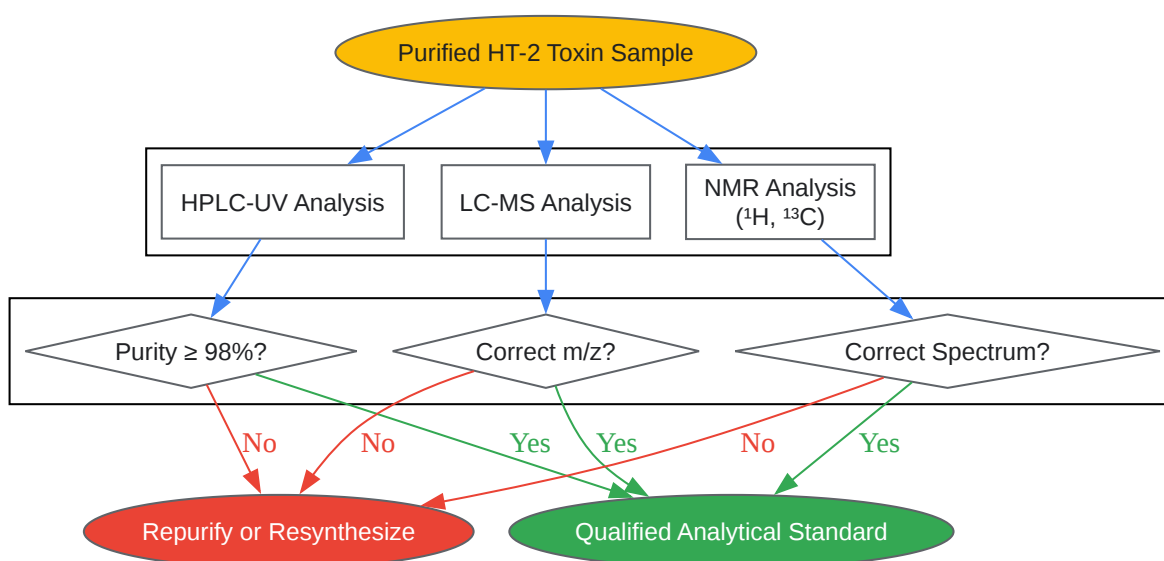 Purified HT-2 Toxin Sample
HPLC-UV Analysis
LC-MS Analysis
NMR Analysis
(¹H, ¹³C)
Purity ≥ 98%?
Correct m/z?
Correct Spectrum?
No
No
Yes
Yes
No
Yes
Repurify or Resynthesize
Qualified Analytical Standard